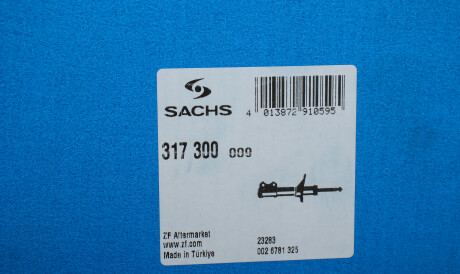 SACHS
4 013872 910595
317 300 000
ZF Aftermarket
www.zf.com
Made in Türkiye
23283
002 6781 325